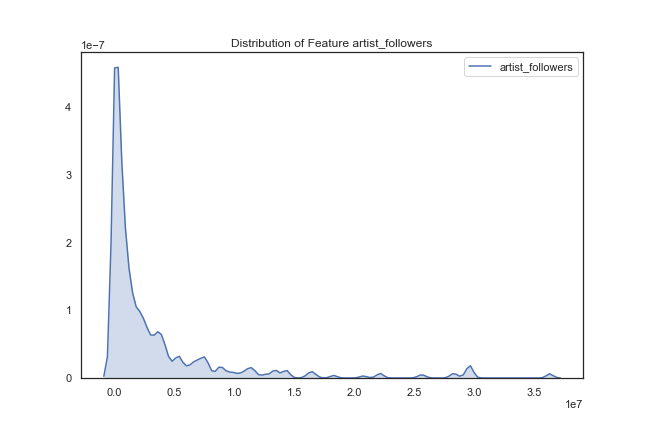 Distribution of Feature artist_followers
1e−7
artist_followers
4
3
2
1
0
0.0 0.5 1.0 1.5 2.0 2.5 3.0 3.5
1e7